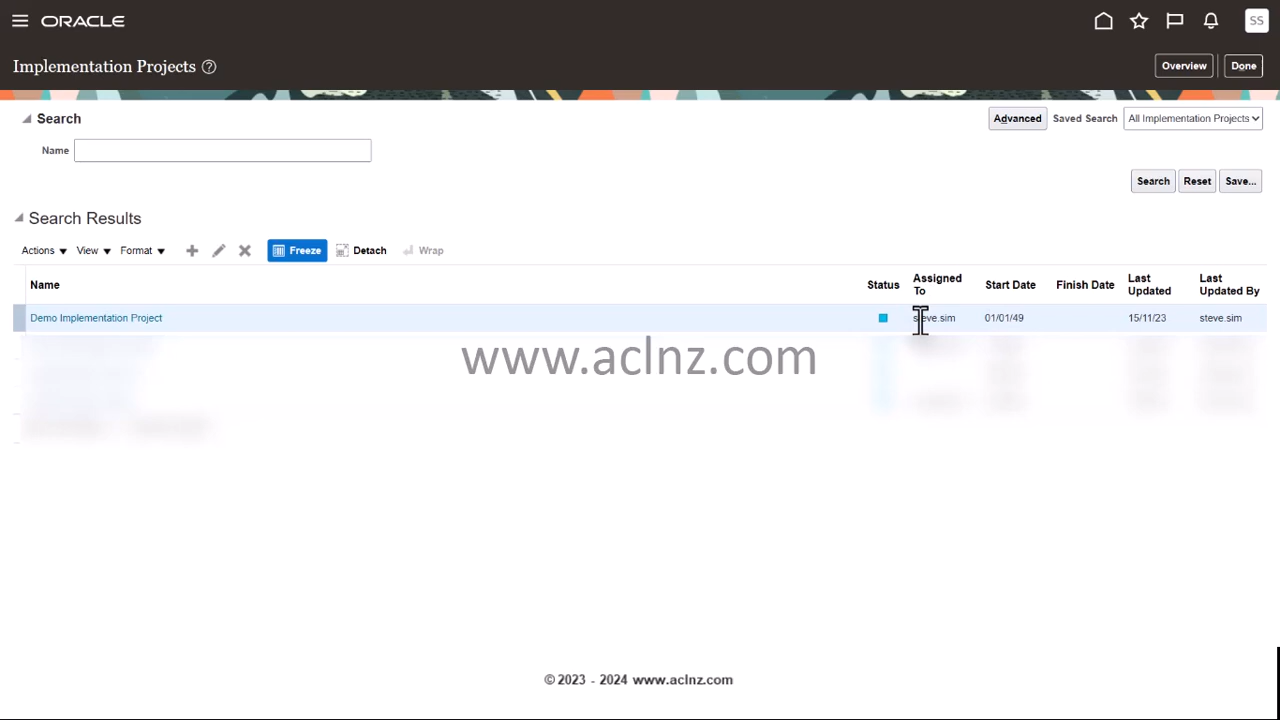 ORACLE
SS
Implementation Projects ?
Overview
Done
Search
Advanced
Saved Search
All Implementation Projects
Name
Search
Reset
Save...
Search Results
Actions
View
Format
Freeze
Detach
Wrap
Name
Status
Assigned To
Start Date
Finish Date
Last Updated
Last Updated By
Demo Implementation Project
steve.sim
01/01/49
15/11/23
steve.sim
www.aclnz.com
© 2023 - 2024 www.aclnz.com